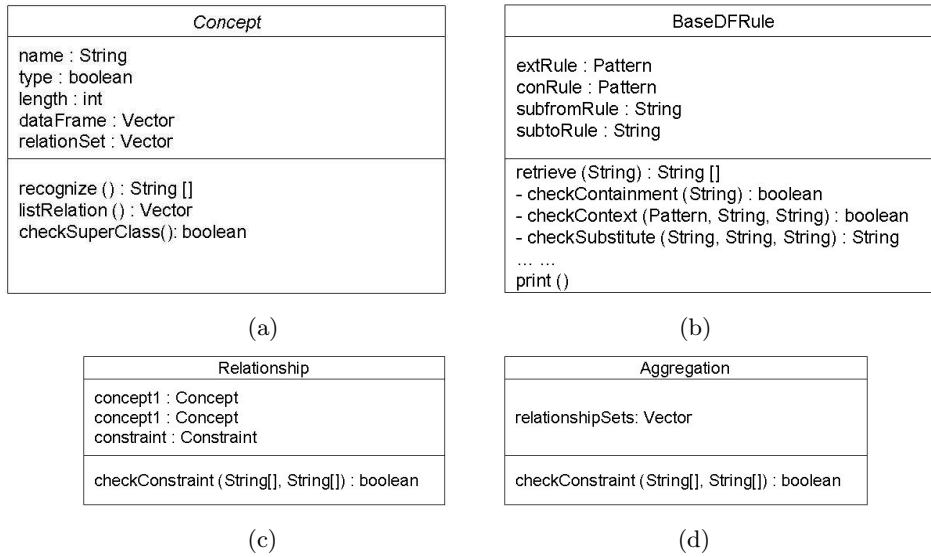 Concept
name : String
type : boolean
length : int
dataFrame : Vector
relationSet : Vector
recognize () : String []
listRelation () : Vector
checkSuperClass(): boolean
(a)
BaseDFRule
extRule : Pattern
conRule : Pattern
subfromRule : String
subtoRule : String
retrieve (String) : String []
- checkContainment (String) : boolean
- checkContext (Pattern, String, String) : boolean
- checkSubstitute (String, String, String) : String
... ...
print ()
(b)
Relationship
concept1 : Concept
concept1 : Concept
constraint : Constraint
checkConstraint (String[], String[]) : boolean
(c)
Aggregation
relationshipSets: Vector
checkConstraint (String[], String[]) : boolean
(d)